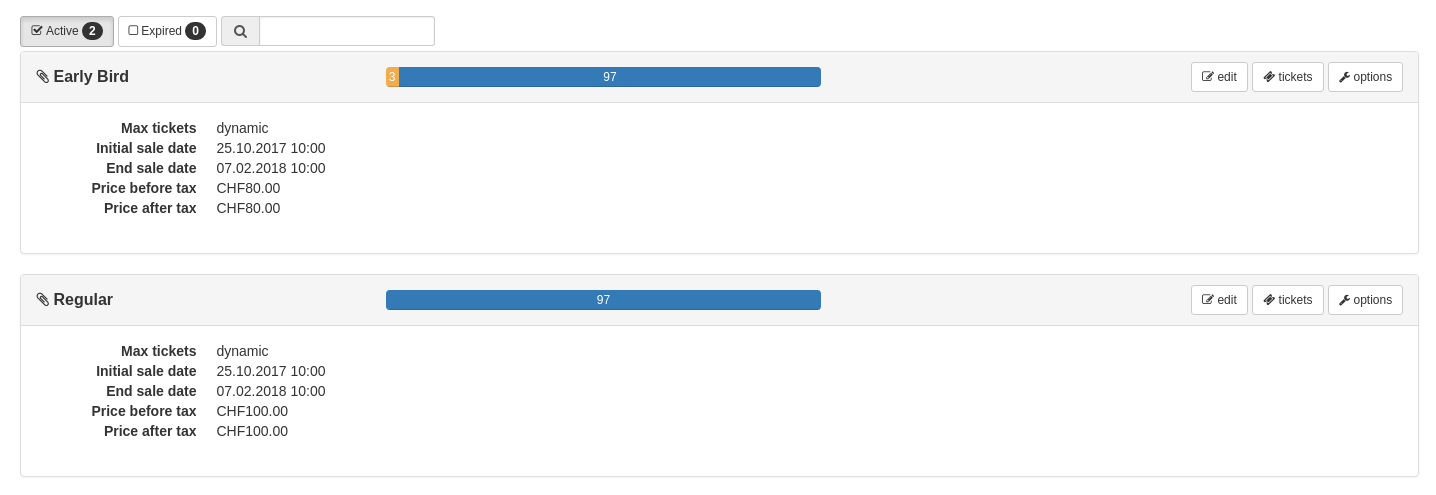 Active 2 Expired 0
Early Bird 3 97 edit tickets options
Max tickets dynamic
Initial sale date 25.10.2017 10:00
End sale date 07.02.2018 10:00
Price before tax CHF80.00
Price after tax CHF80.00
Regular 97 edit tickets options
Max tickets dynamic
Initial sale date 25.10.2017 10:00
End sale date 07.02.2018 10:00
Price before tax CHF100.00
Price after tax CHF100.00